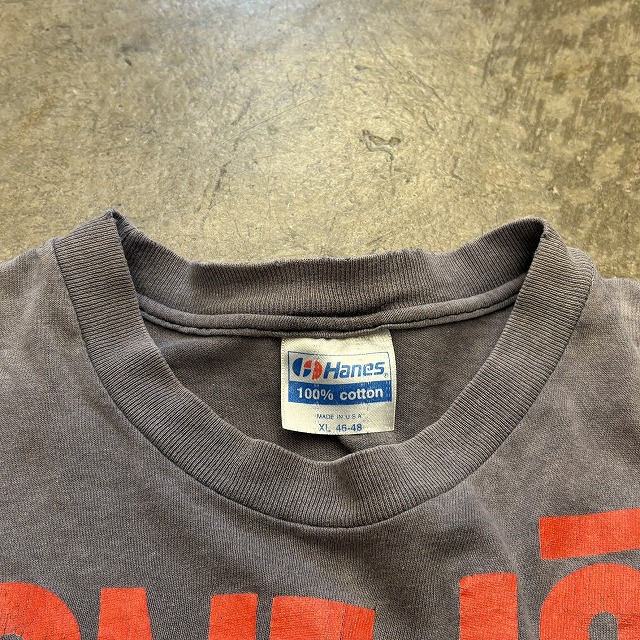 Hanes®
100% cotton
MADE IN U.S.A
XL 46-48